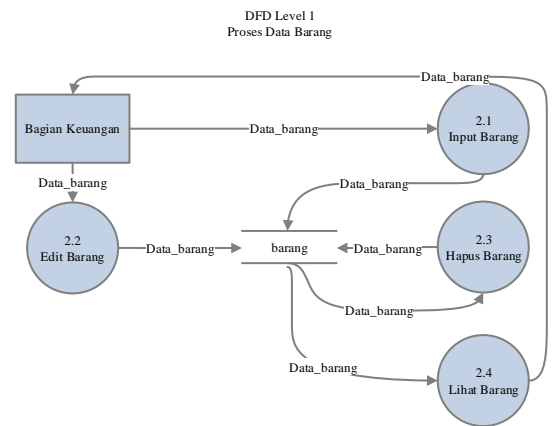 DFD Level 1
Proses Data Barang
Data_barang
Bagian Keuangan
Data_barang
2.1
Input Barang
Data_barang
Data_barang
2.2
Edit Barang
Data_barang
barang
Data_barang
2.3
Hapus Barang
Data_barang
Data_barang
2.4
Lihat Barang